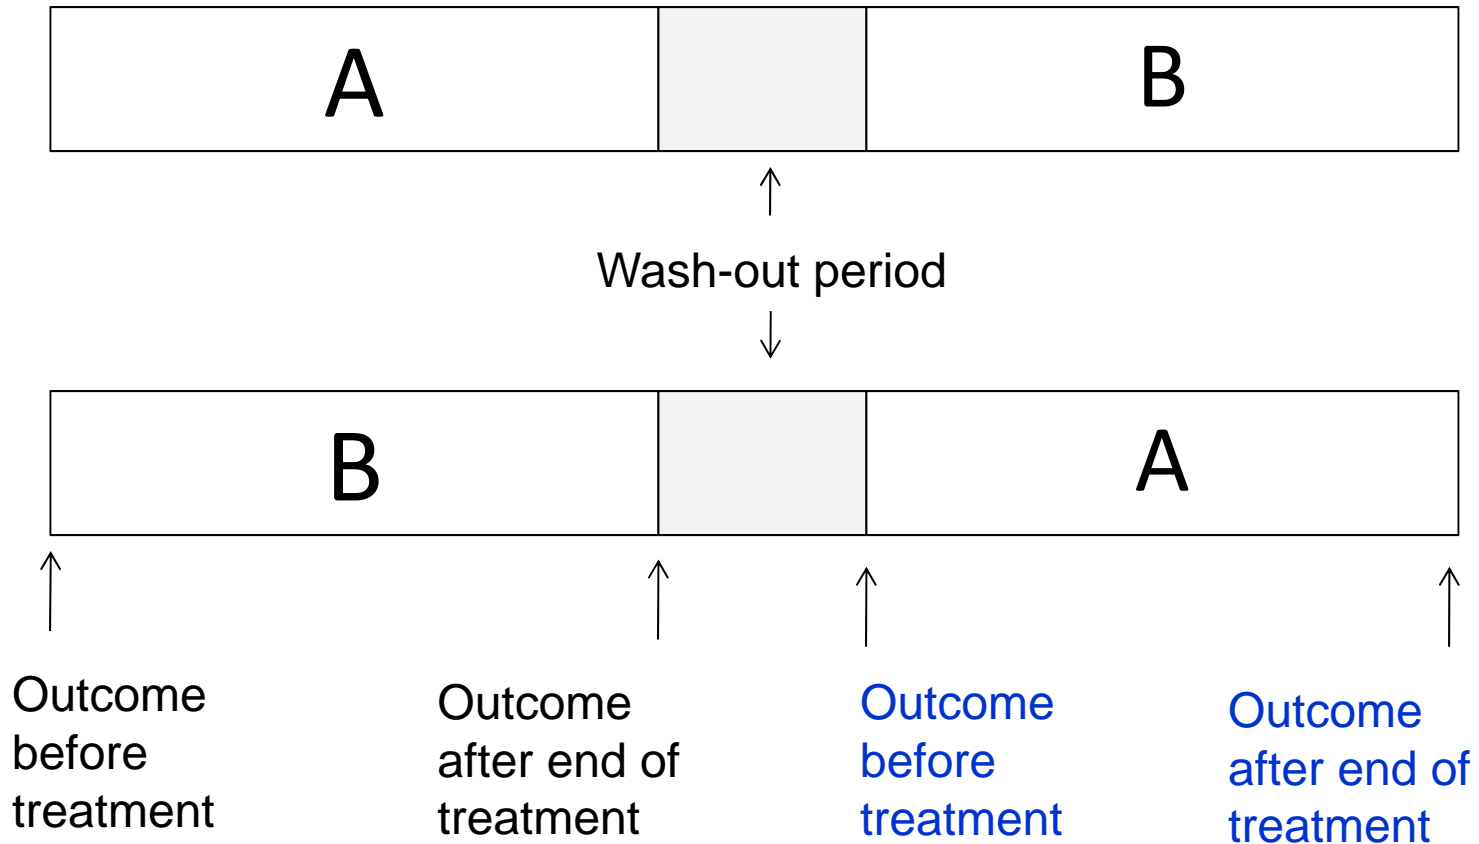 A
B
Wash-out period
B
A
Outcome
before
treatment
Outcome
after end of
treatment
Outcome
before
treatment
Outcome
after end of
treatment